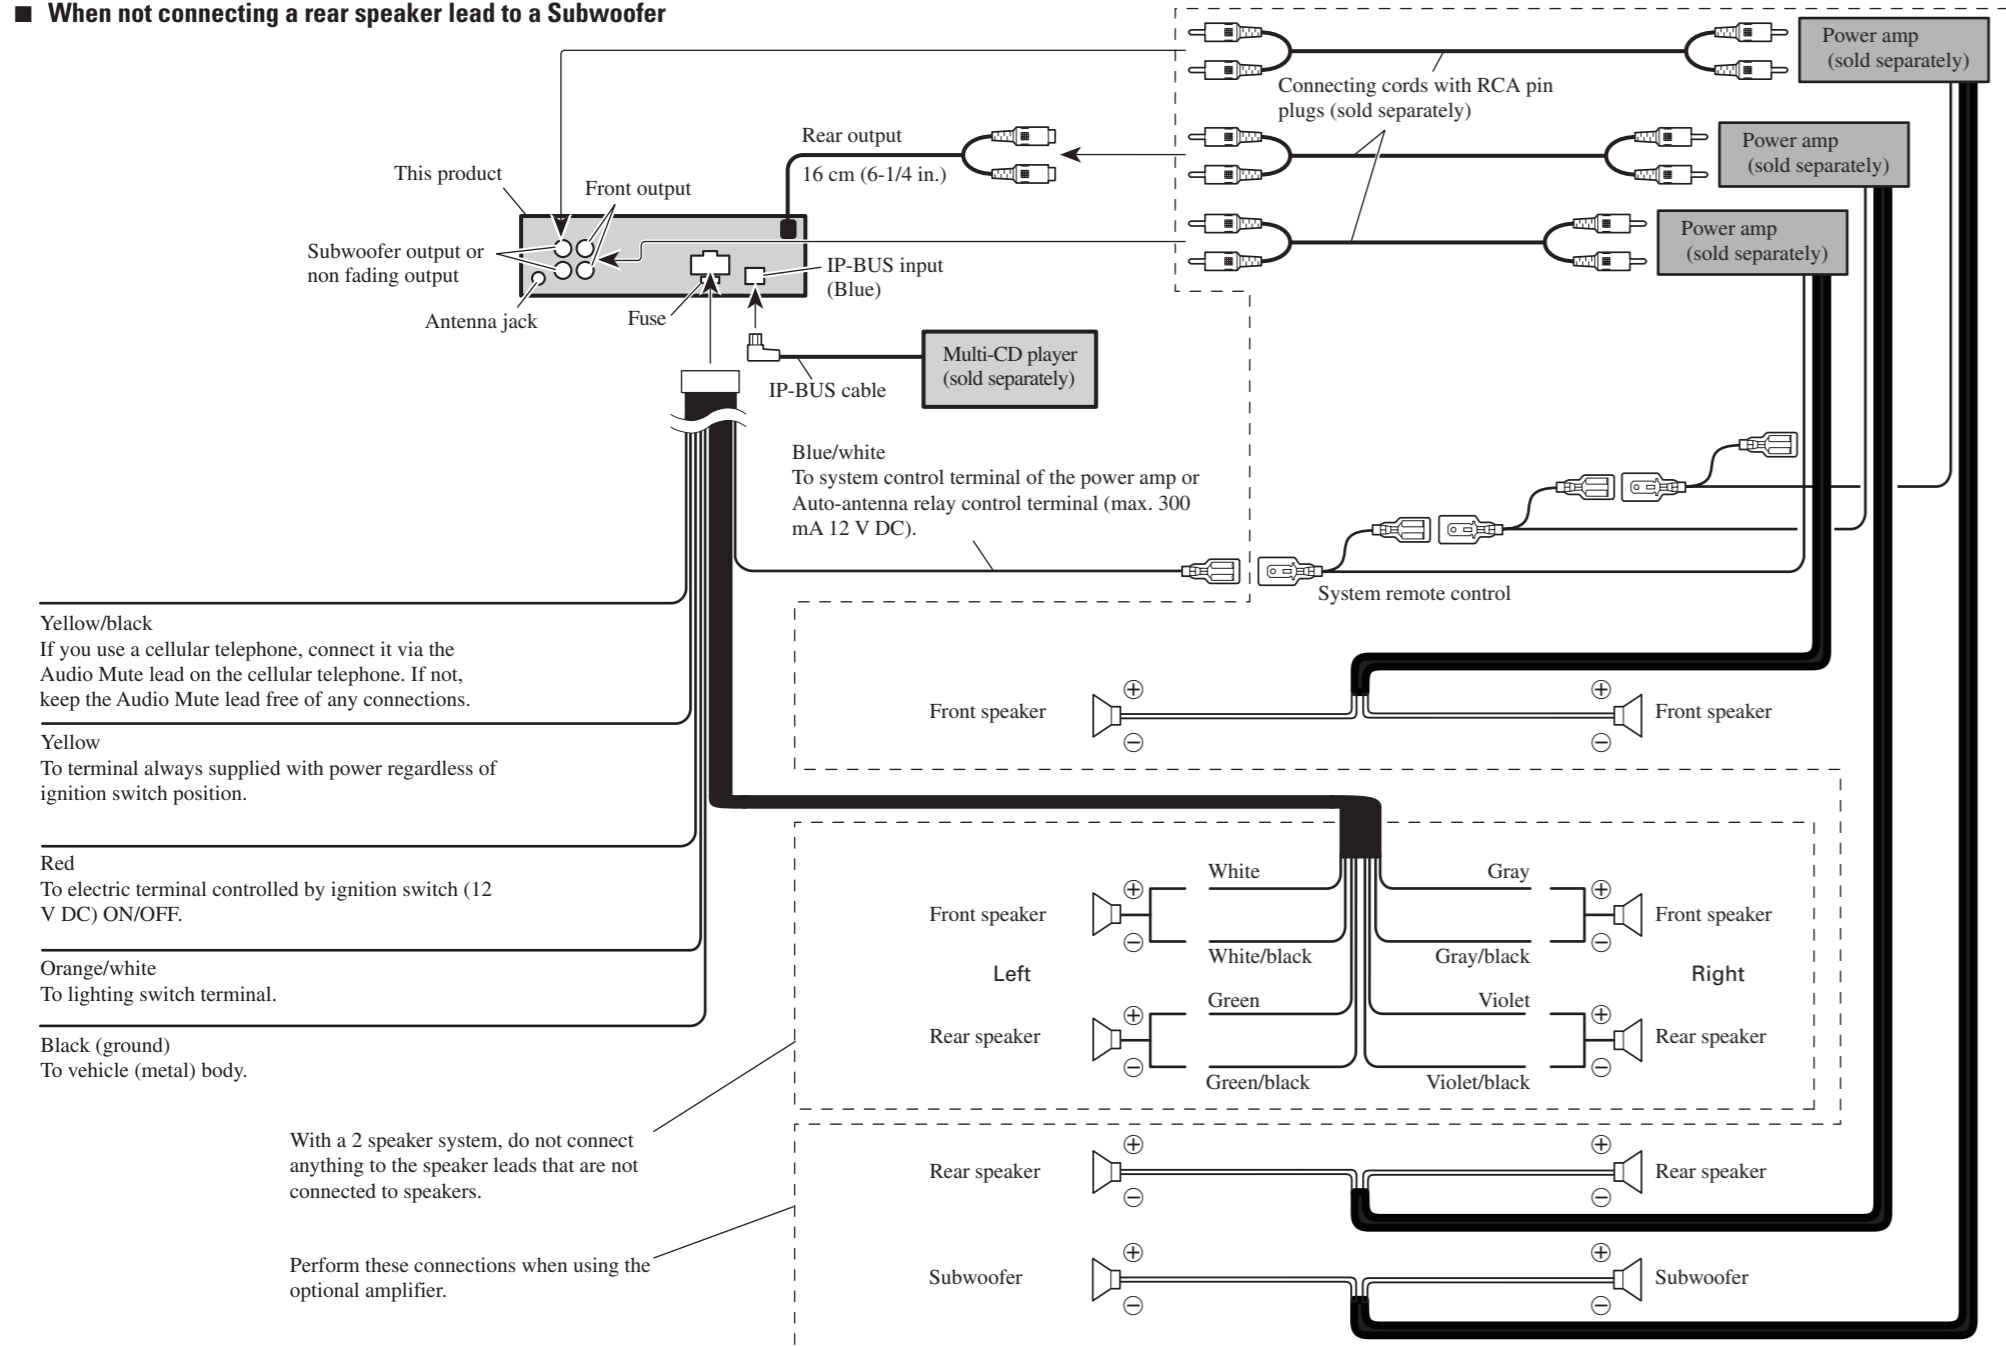 ■ When not connecting a rear speaker lead to a Subwoofer
Power amp
(sold separately)
Connecting cords with RCA pin
plugs (sold separately)
Rear output
16 cm (6-1/4 in.)
Power amp
(sold separately)
This product
Front output
Power amp
(sold separately)
Subwoofer output or
non fading output
IP-BUS input
(Blue)
Antenna jack
Fuse
Multi-CD player
(sold separately)
IP-BUS cable
Blue/white
To system control terminal of the power amp or
Auto-antenna relay control terminal (max. 300
mA 12 V DC).
System remote control
Yellow/black
If you use a cellular telephone, connect it via the
Audio Mute lead on the cellular telephone. If not,
keep the Audio Mute lead free of any connections.
Yellow
To terminal always supplied with power regardless of
ignition switch position.
Red
To electric terminal controlled by ignition switch (12
V DC) ON/OFF.
Orange/white
To lighting switch terminal.
Black (ground)
To vehicle (metal) body.
With a 2 speaker system, do not connect
anything to the speaker leads that are not
connected to speakers.
Perform these connections when using the
optional amplifier.
Front speaker
⊕
⊕
Front speaker
⊖
⊖
White
Gray
Front speaker
⊕
⊕
Front speaker
⊖
⊖
White/black
Gray/black
Left
Right
Green
Violet
Rear speaker
⊕
⊕
Rear speaker
⊖
⊖
Green/black
Violet/black
Rear speaker
⊕
⊕
Rear speaker
⊖
⊖
Subwoofer
⊕
⊕
Subwoofer
⊖
⊖